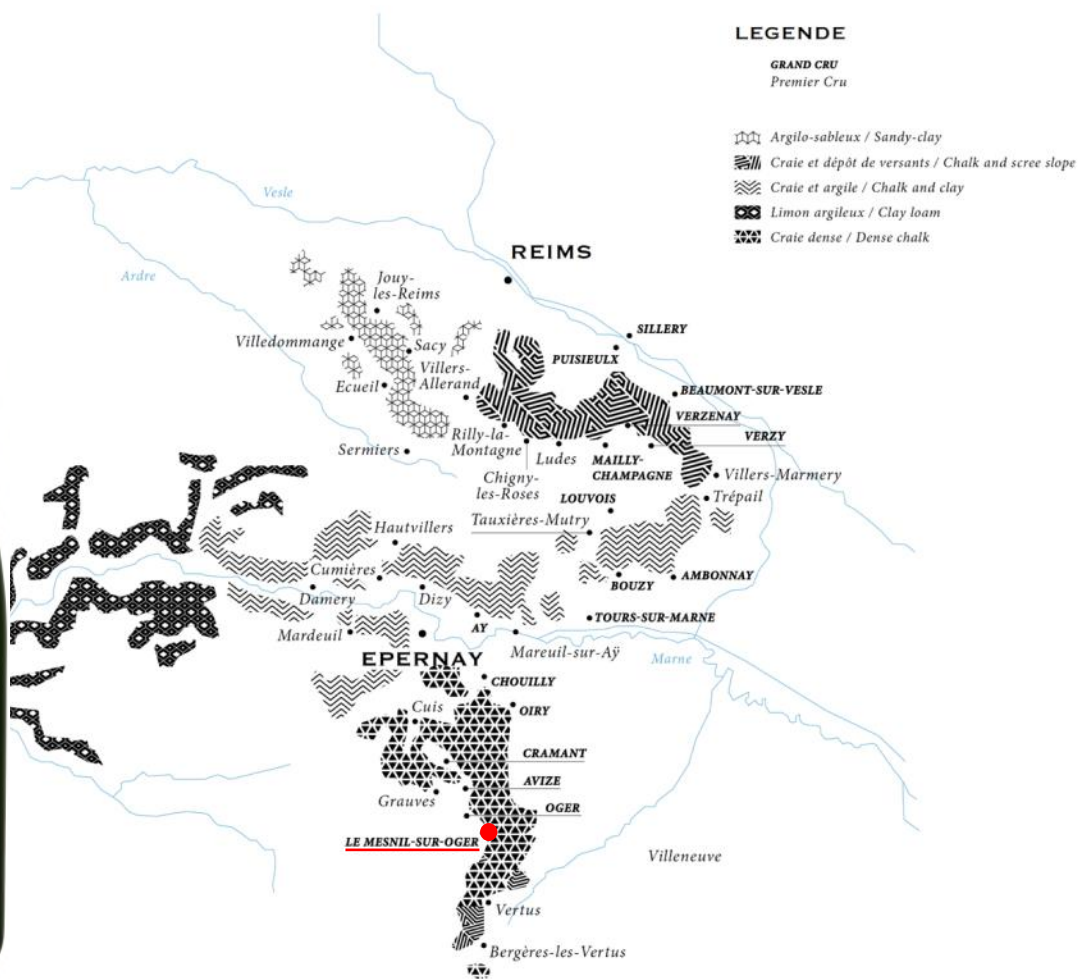 LEGENDE
GRAND CRU
Premier Cru
Argilo-sableux / Sandy-clay
Craie et dépôt de versants / Chalk and scree slope
Craie et argile / Chalk and clay
Limon argileux / Clay loam
Craie dense / Dense chalk
Vesle
Ardre
REIMS
Jouy-
les-Reims
Villedommange
Sacy
SILLERY
PUISIEULX
Villers-
Allerand
Ecueil
BEAUMONT-SUR-VESLE
VERZENAY
VERZY
Rilly-la-
Montagne
Sermiers
Ludes
MAILLY-
CHAMPAGNE
Chigny-
les-Roses
Villers-Marmery
Trépail
LOUVOIS
Tauxières-Mutry
Hautvillers
Cumières
Damery
Dizy
BOUZY
AMBONNAY
Mardeuil
AY
TOURS-SUR-MARNE
Mareuil-sur-Aÿ
Marne
EPERNAY
CHOUILLY
OIRY
Cuis
CRAMANT
AVIZE
Grauves
OGER
LE MESNIL-SUR-OGER
Villeneuve
Vertus
Bergères-les-Vertus